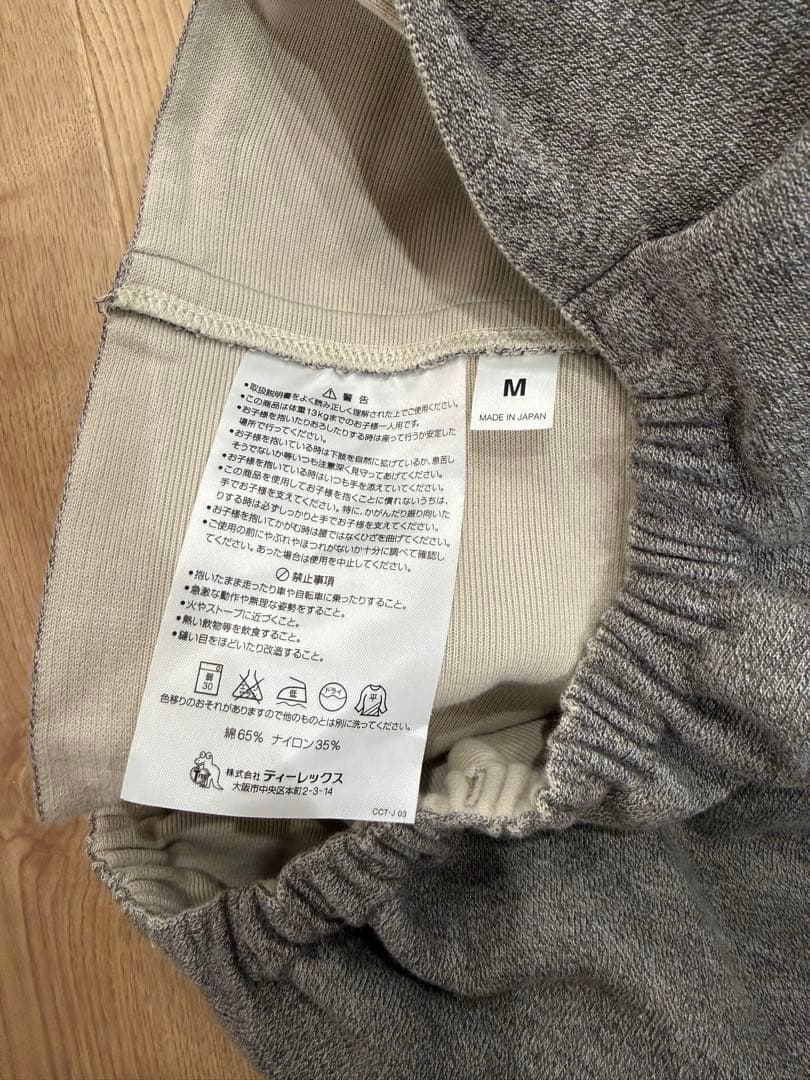 ⚠ 警告
•取扱説明書をよく読み正しく理解された上でご使用ください。
•この商品は体重13kgまでのお子様一人用です。
•お子様を抱いたりおろしたりする時は座って行うか安定した
場所で行ってください。
•お子様を抱いている時は下肢を自然に拡げているか、息苦し
そうでないか等いつも注意深く見守ってあげてください。
•お子様を抱いている時はいつも手を添えていてください。
•この商品を使用してお子様を抱くことに慣れないうちは、
手でお子様を支えてください。特に、かがんだり振り向いた
りする時は必ずしっかりと手でお子様を支えてください。
•お子様を抱いてかがむ時は腰ではなくひざを曲げてください。
•ご使用の前にやぶれやほつれがないか十分に調べて確認し
てください。あった場合は使用を中止してください。
禁止事項
•抱いたまま走ったり車や自転車に乗ったりすること。
•急激な動作や無理な姿勢をすること。
•火やストーブに近づくこと。
•熱い飲物等を飲食すること。
•縫い目をほどいたり改造すること。
弱 30 低 ドライ 平
色移りのおそれがありますので他のものとは別に洗ってください。
綿65% ナイロン35%
株式会社 ティーレックス
大阪市中央区本町2-3-14
CCT-J 03
M
MADE IN JAPAN